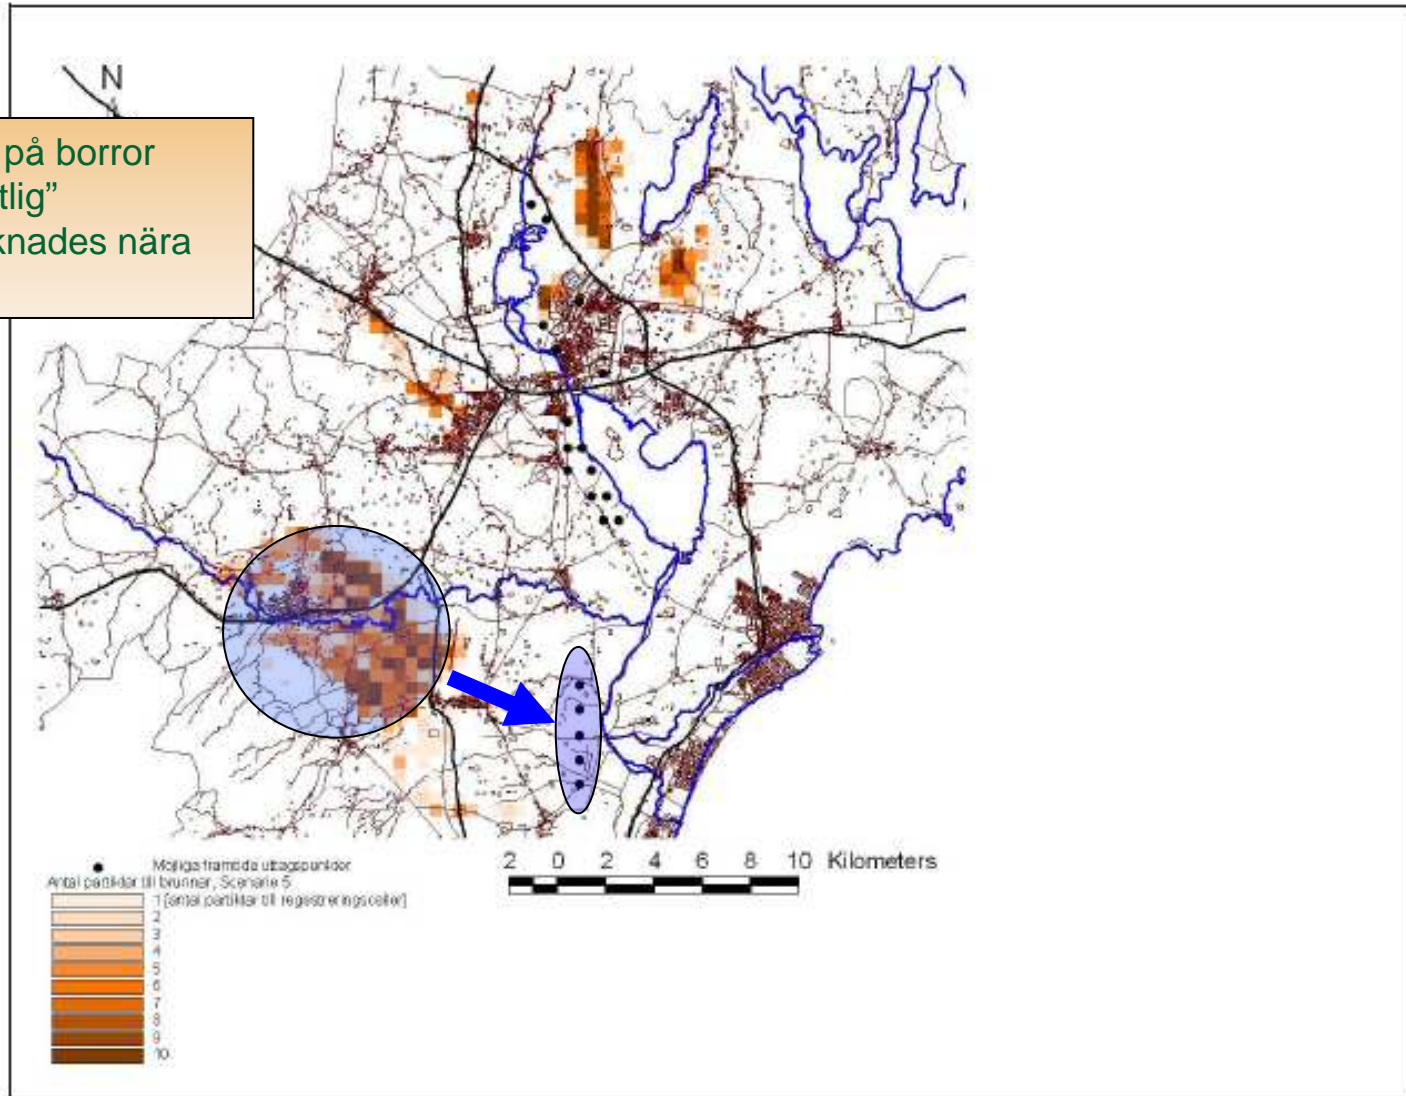 N
på borror
tlig”
knades nära
2 0 2 4 6 8 10 Kilometers
Möjliga framtida uttagspunkter
Antal partiklar till brunnar, Scenarie 5
1 [antal partiklar till registreringsceller]
2
3
4
5
6
7
8
9
10